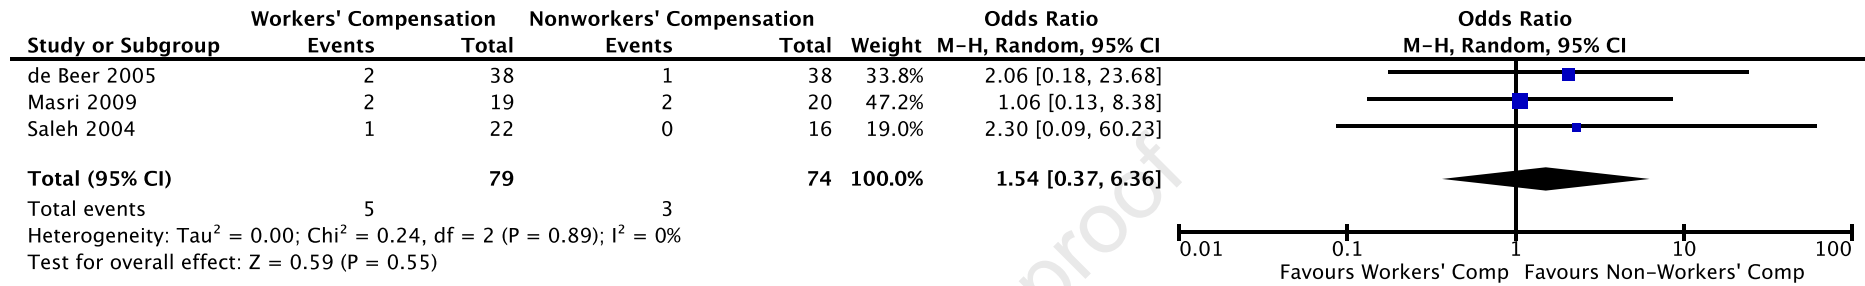 Workers' Compensation Nonworkers' Compensation Odds Ratio Odds Ratio
Study or Subgroup Events Total Events Total Weight M-H, Random, 95% CI M-H, Random, 95% CI
de Beer 2005 2 38 1 38 33.8% 2.06 [0.18, 23.68]
Masri 2009 2 19 2 20 47.2% 1.06 [0.13, 8.38]
Saleh 2004 1 22 0 16 19.0% 2.30 [0.09, 60.23]
Total (95% CI) 79 74 100.0% 1.54 [0.37, 6.36]
Total events 5 3
Heterogeneity: Tau² = 0.00; Chi² = 0.24, df = 2 (P = 0.89); I² = 0%
Test for overall effect: Z = 0.59 (P = 0.55)
0.01 0.1 1 10 100
Favours Workers' Comp Favours Non-Workers' Comp
proof